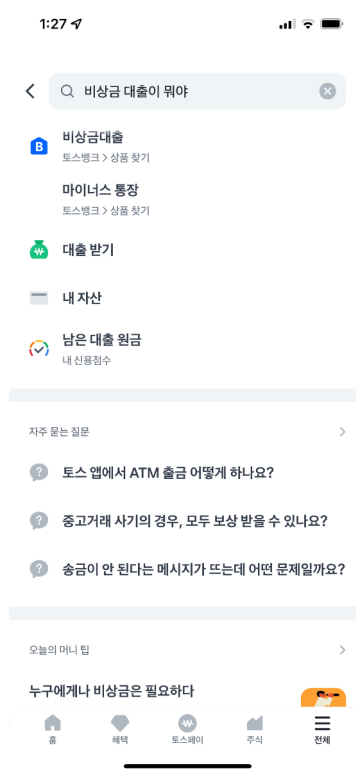 1:27
비상금 대출이 뭐야
B
비상금대출
토스뱅크 > 상품 찾기
마이너스 통장
토스뱅크 > 상품 찾기
₩
대출 받기
내 자산
남은 대출 원금
내 신용점수
자주 묻는 질문
? 토스 앱에서 ATM 출금 어떻게 하나요?
? 중고거래 사기의 경우, 모두 보상 받을 수 있나요?
? 송금이 안 된다는 메시지가 뜨는데 어떤 문제일까요?
오늘의 머니 팁
누구에게나 비상금은 필요하다
₩
홈 혜택 토스페이 주식 전체